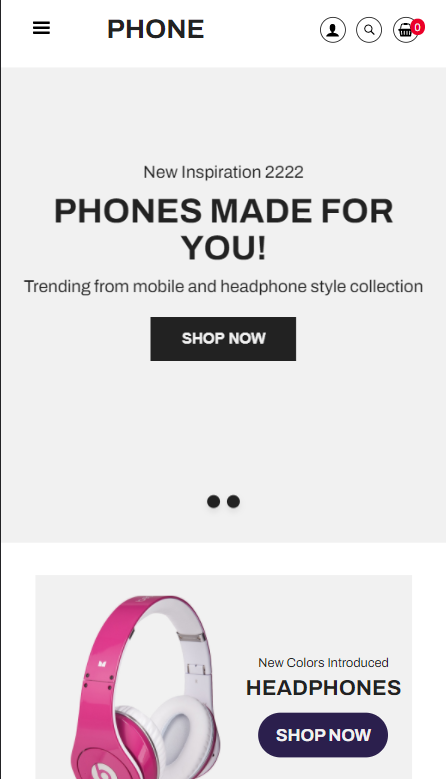 PHONE
0
New Inspiration 2222
PHONES MADE FOR
YOU!
Trending from mobile and headphone style collection
SHOP NOW
New Colors Introduced
HEADPHONES
SHOP NOW
b